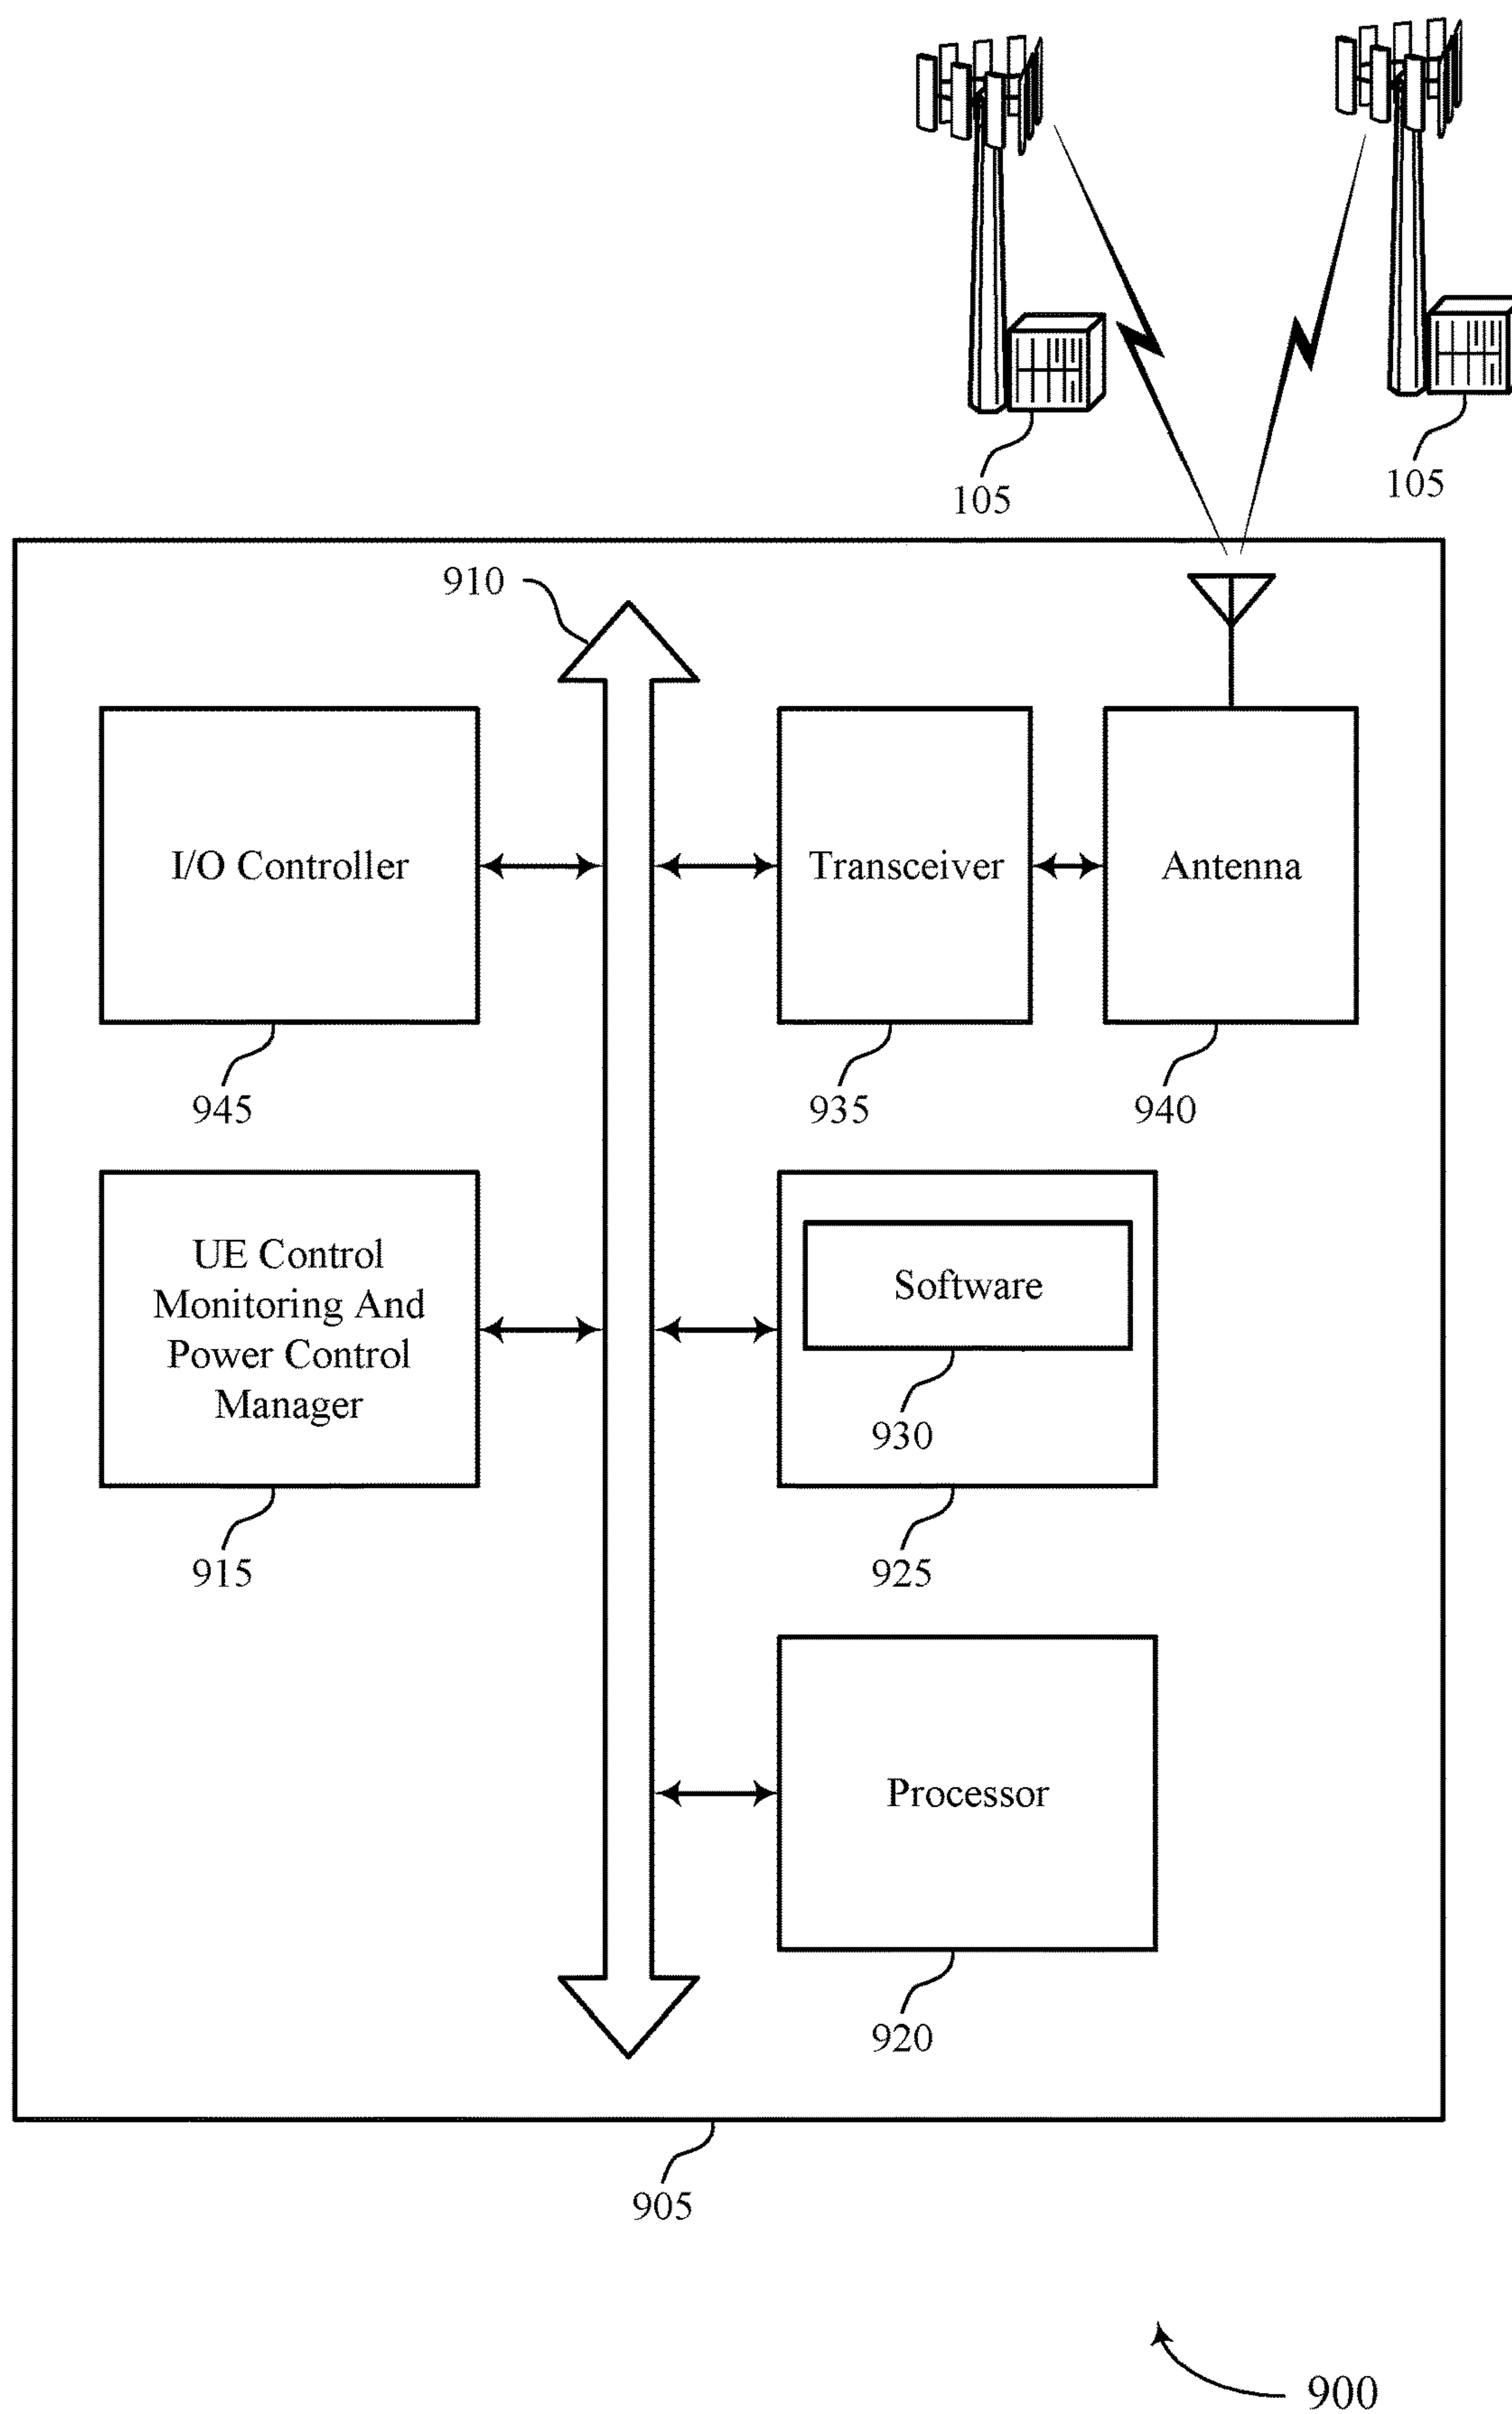 105
105
910
I/O Controller
Transceiver
Antenna
945
935
940
UE Control
Monitoring And
Power Control
Manager
Software
930
915
925
Processor
920
905
900